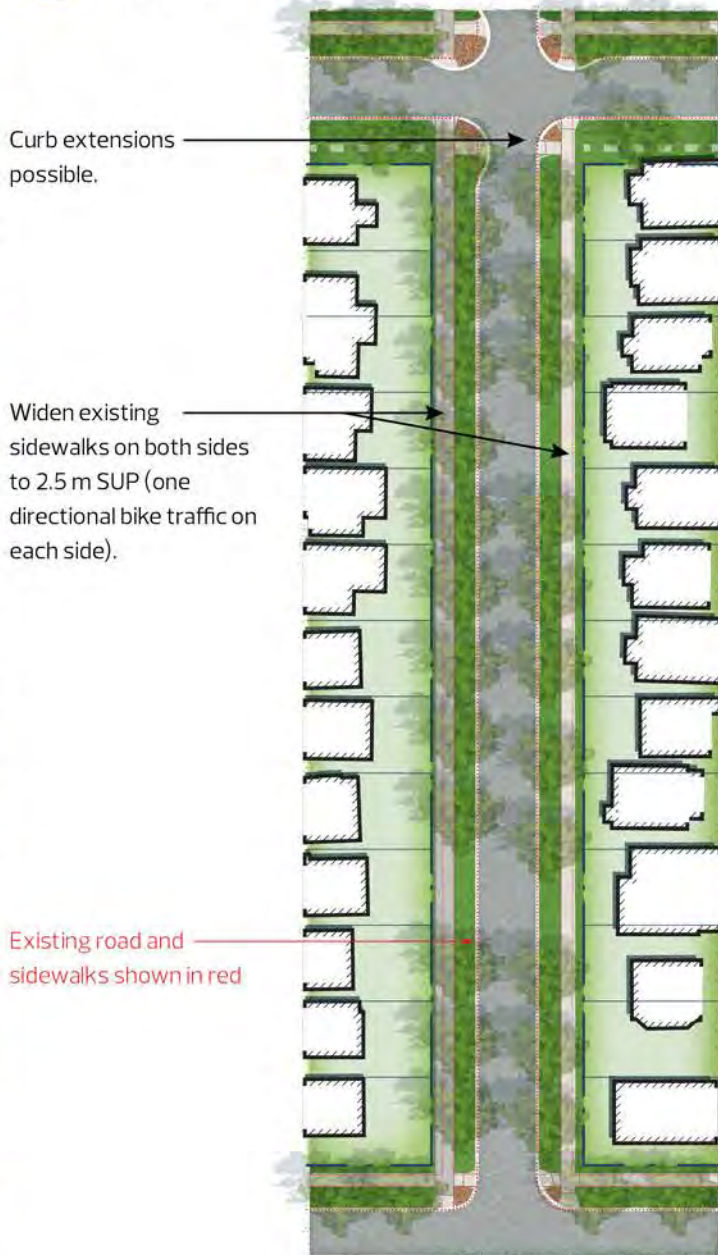 Curb extensions
possible.
Widen existing
sidewalks on both sides
to 2.5 m SUP (one
directional bike traffic on
each side).
Existing road and
sidewalks shown in red